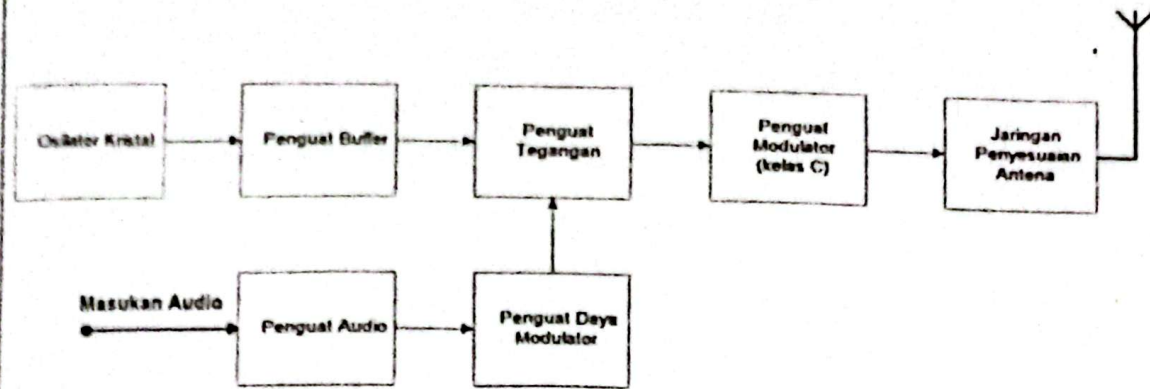 Osilator Kristal
Penguat Buffer
Penguat
Tegangan
Penguat
Modulator
(kelas C)
Jaringan
Penyesuaian
Antena
Masukan Audio
Penguat Audio
Penguat Daya
Modulator